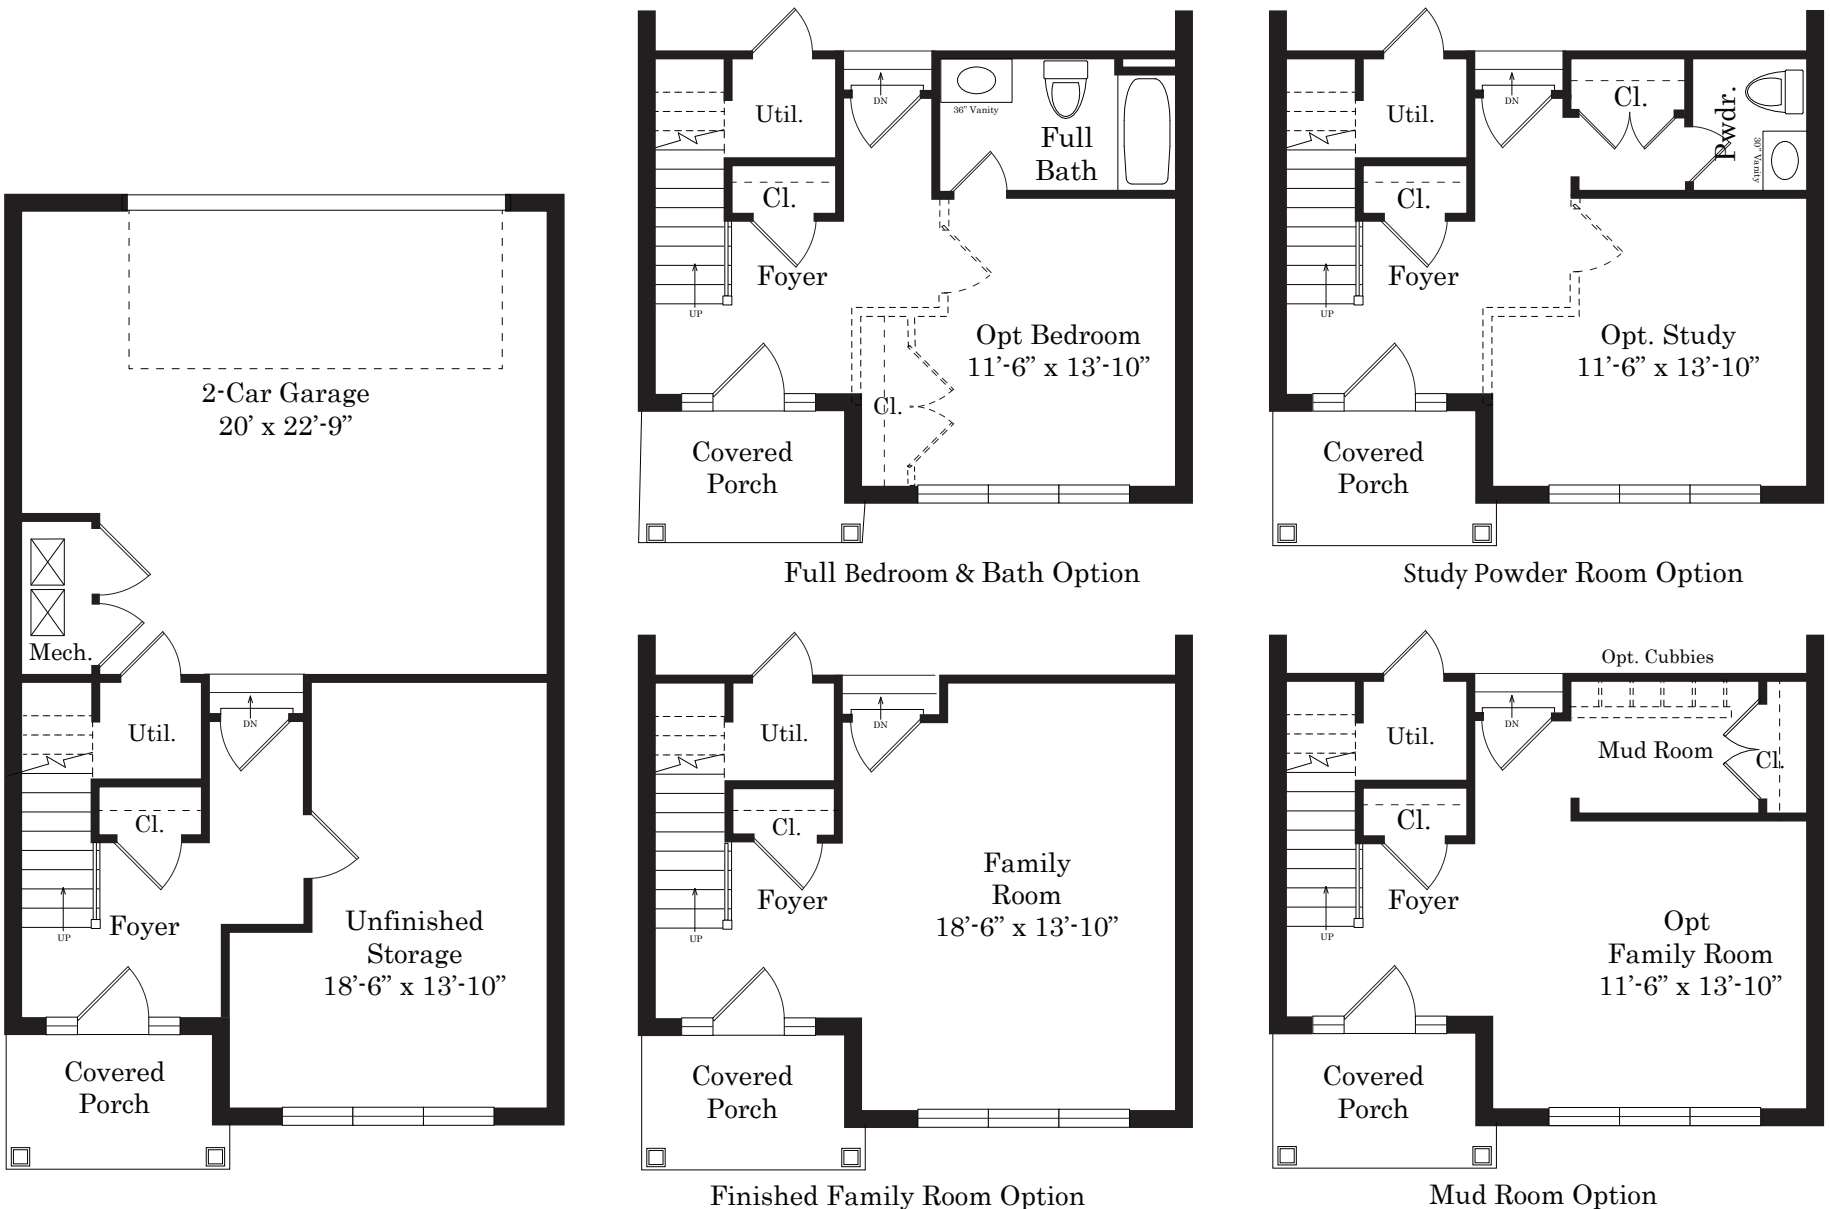 2-Car Garage
20’ x 22’-9”
Mech.
Util.
DN
Cl.
UP
Foyer
Unfinished
Storage
18’-6” x 13’-10”
Covered
Porch
Util.
DN
36” Vanity
Full
Bath
Cl.
Foyer
UP
Opt Bedroom
11’-6” x 13’-10”
Cl.
Covered
Porch
Full Bedroom & Bath Option
Util.
DN
Cl.
Pwdr.
30” Vanity
Cl.
Foyer
UP
Opt. Study
11’-6” x 13’-10”
Covered
Porch
Study Powder Room Option
Util.
DN
Cl.
Foyer
UP
Family
Room
18’-6” x 13’-10”
Covered
Porch
Finished Family Room Option
Opt. Cubbies
Util.
DN
Mud Room
Cl.
Cl.
Foyer
UP
Opt
Family Room
11’-6” x 13’-10”
Covered
Porch
Mud Room Option